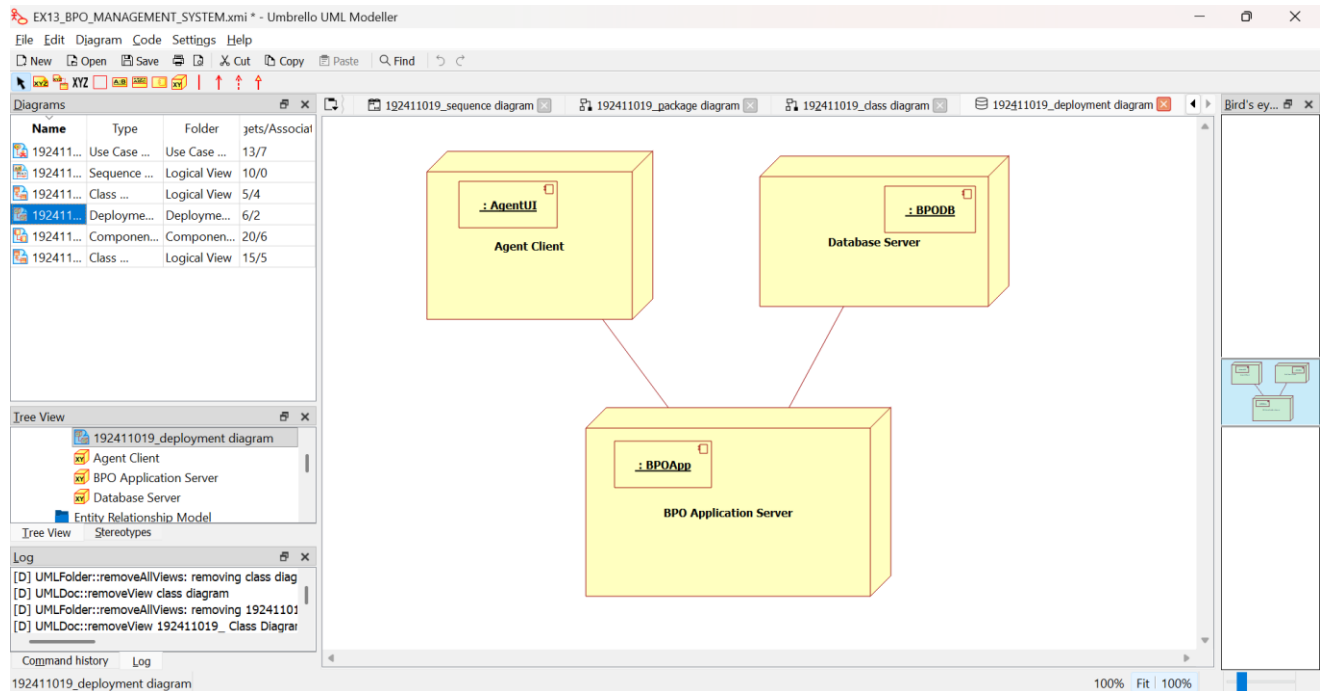 EX13_BPO_MANAGEMENT_SYSTEM.xmi * - Umbrello UML Modeller
File Edit Diagram Code Settings Help
New Open Save Cut Copy Paste Find
XYZ
Diagrams
192411019_sequence diagram 192411019_package diagram 192411019_class diagram 192411019_deployment diagram
Bird's ey...
Name Type Folder jets/Associat
192411... Use Case ... Use Case ... 13/7
192411... Sequence ... Logical View 10/0
192411... Class ... Logical View 5/4
192411... Deployme... Deployme... 6/2
192411... Componen... Componen... 20/6
192411... Class ... Logical View 15/5
: AgentUI
Agent Client
: BPODB
Database Server
: BPOApp
BPO Application Server
Tree View
192411019_deployment diagram
Agent Client
BPO Application Server
Database Server
Entity Relationship Model
Tree View Stereotypes
Log
[D] UMLFolder::removeAllViews: removing class diag
[D] UMLDoc::removeView class diagram
[D] UMLFolder::removeAllViews: removing 19241101
[D] UMLDoc::removeView 192411019_ Class Diagrar
Command history Log
192411019_deployment diagram
100% Fit 100%